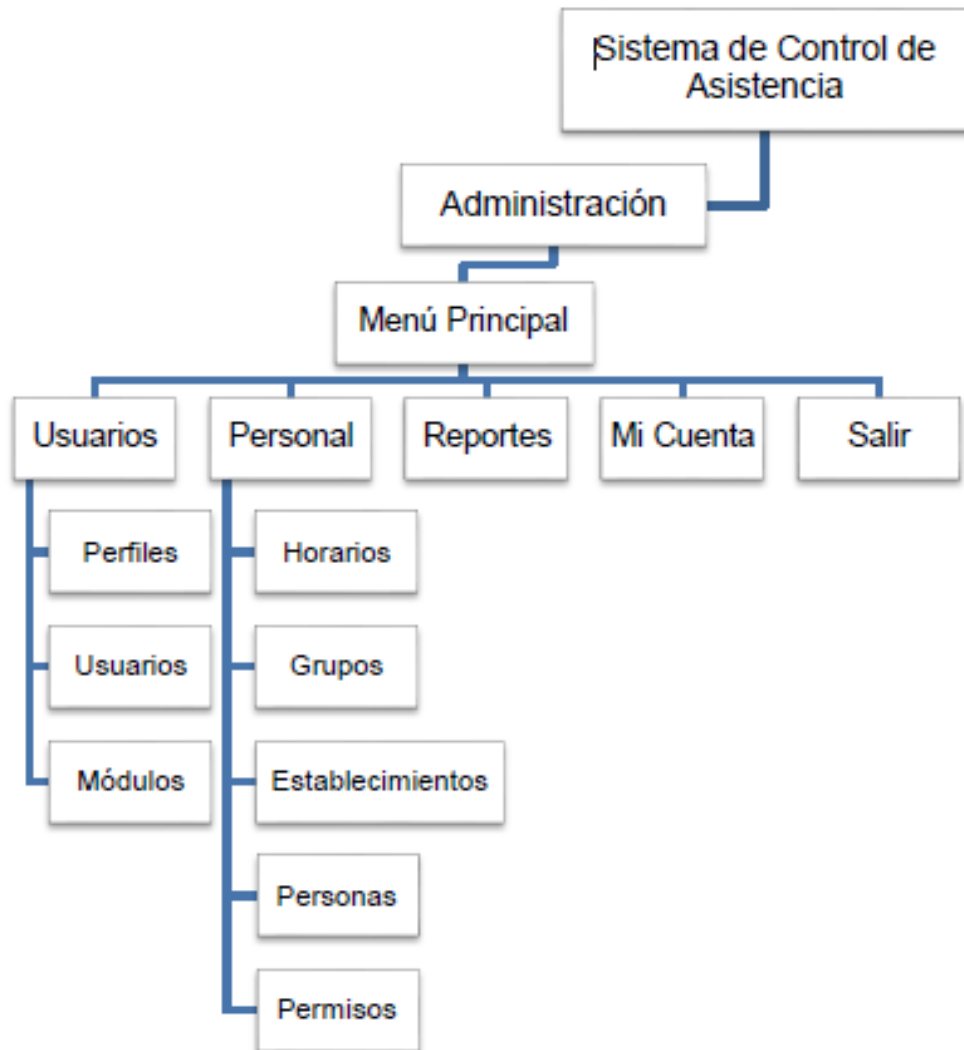 Sistema de Control de
Asistencia
Administración
Menú Principal
Usuarios
Personal
Reportes
Mi Cuenta
Salir
Perfiles
Usuarios
Módulos
Horarios
Grupos
Establecimientos
Personas
Permisos